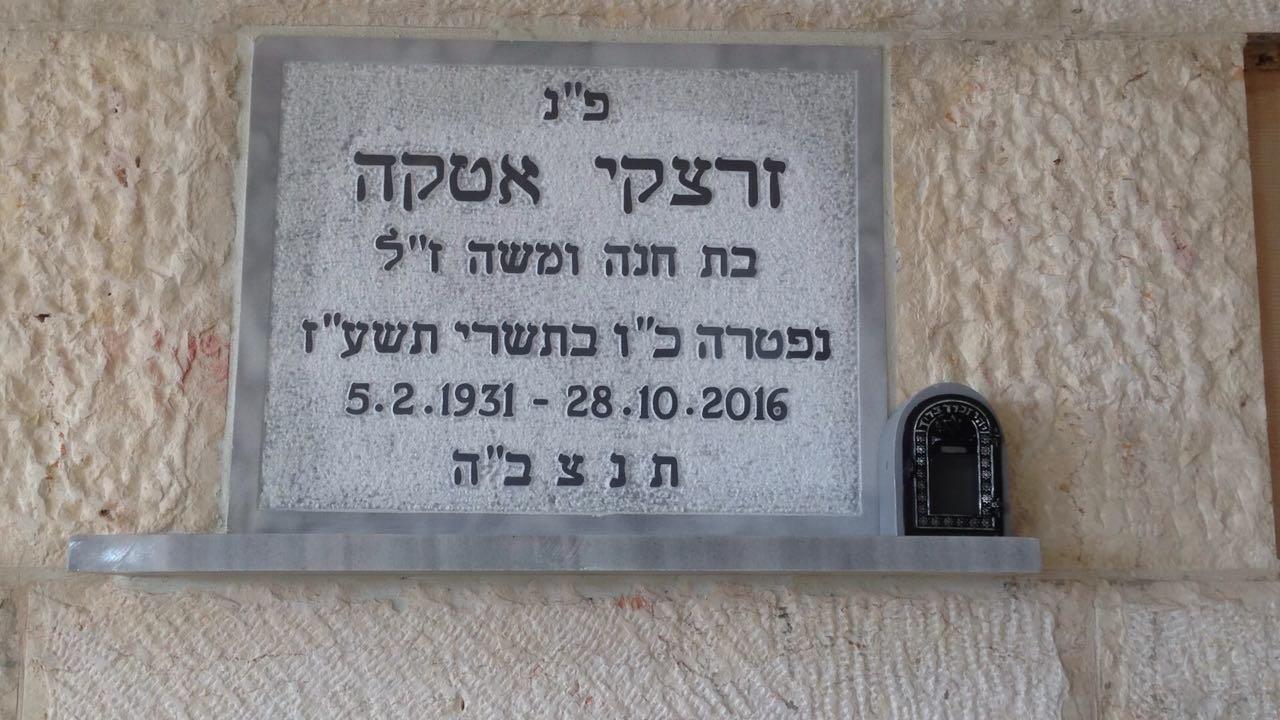 פ"נ
זרצקי אטקה
בת חנה ומשה ז"ל
נפטרה כ"ו בתשרי תשע"ז
5.2.1931 - 28.10.2016
ת נ צ ב"ה